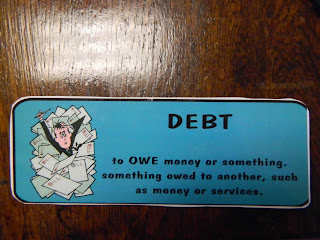 DEBT
to OWE money or something.
something owed to another, such
as money or services.